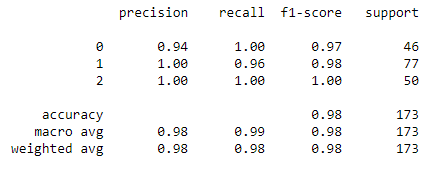 precision recall f1-score support
0 0.94 1.00 0.97 46
1 1.00 0.96 0.98 77
2 1.00 1.00 1.00 50
accuracy 0.98 173
macro avg 0.98 0.99 0.98 173
weighted avg 0.98 0.98 0.98 173